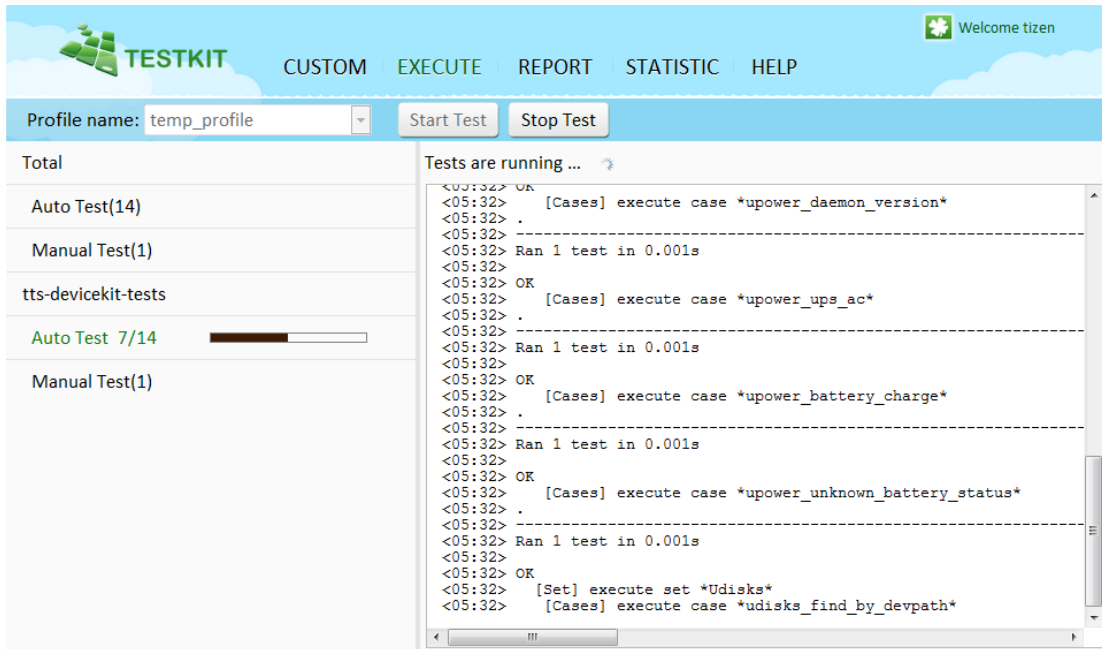 TESTKIT
Welcome tizen
CUSTOM EXECUTE REPORT STATISTIC HELP
Profile name: temp_profile Start Test Stop Test
Total
Auto Test(14)
Manual Test(1)
tts-devicekit-tests
Auto Test 7/14
Manual Test(1)
Tests are running ...
<05:32> OK
<05:32> [Cases] execute case *upower_daemon_version*
<05:32> .
<05:32> ----------------------------------------------------------------------
<05:32> Ran 1 test in 0.001s
<05:32>
<05:32> OK
<05:32> [Cases] execute case *upower_ups_ac*
<05:32> .
<05:32> ----------------------------------------------------------------------
<05:32> Ran 1 test in 0.001s
<05:32>
<05:32> OK
<05:32> [Cases] execute case *upower_battery_charge*
<05:32> .
<05:32> ----------------------------------------------------------------------
<05:32> Ran 1 test in 0.001s
<05:32>
<05:32> OK
<05:32> [Cases] execute case *upower_unknown_battery_status*
<05:32> .
<05:32> ----------------------------------------------------------------------
<05:32> Ran 1 test in 0.001s
<05:32>
<05:32> OK
<05:32> [Set] execute set *Udisks*
<05:32> [Cases] execute case *udisks_find_by_devpath*